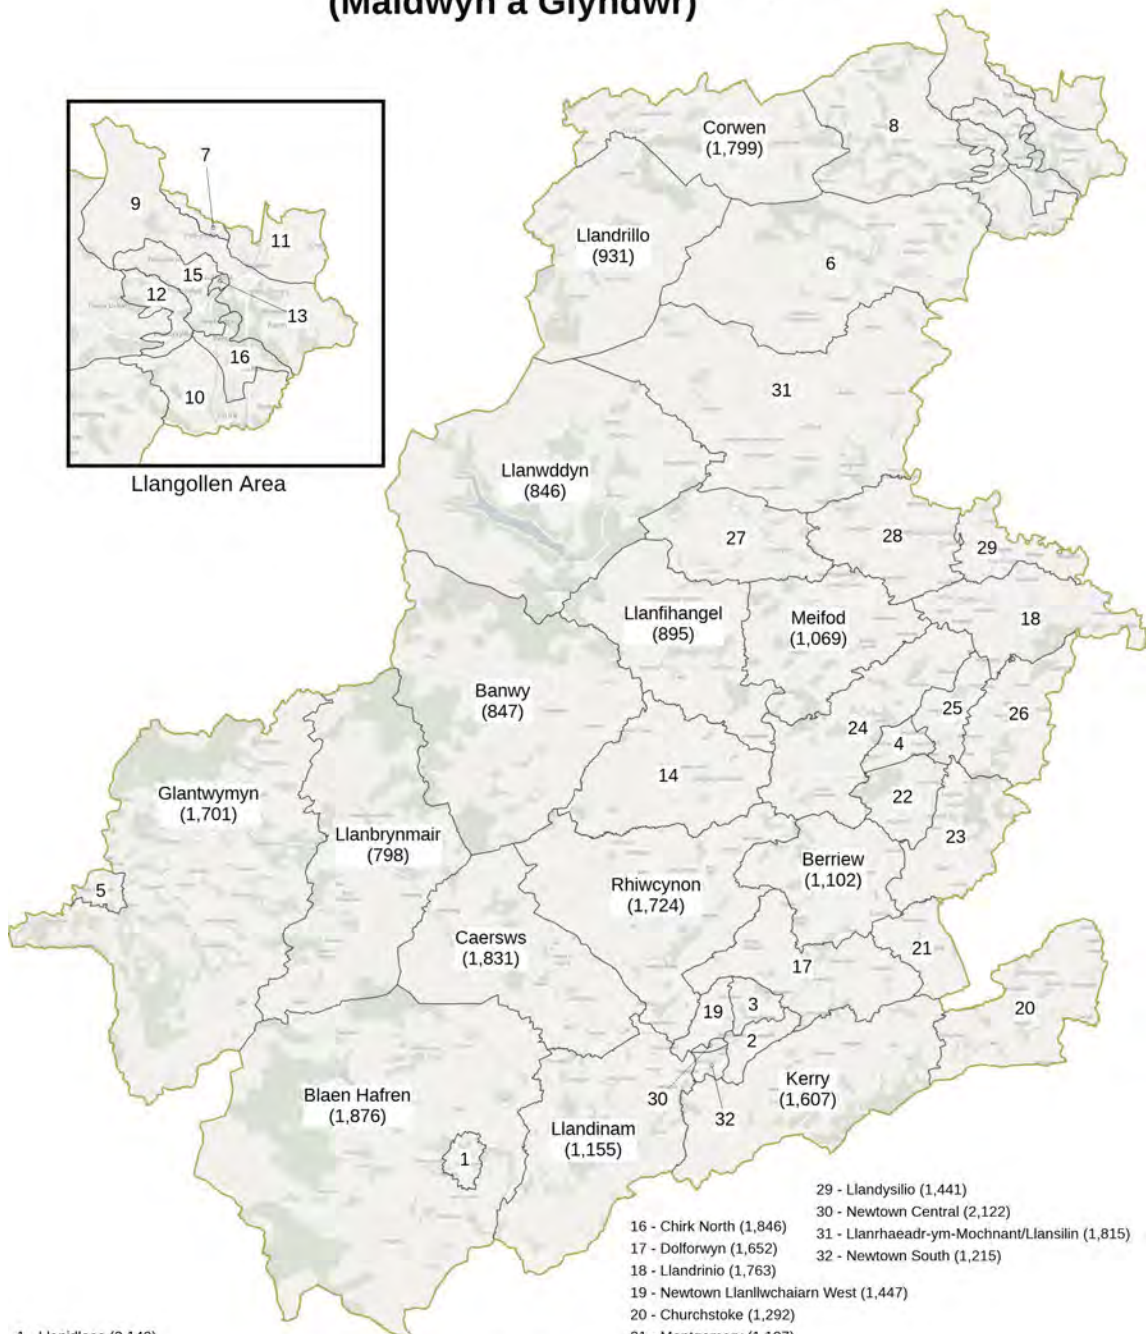 (Maldwyn a Glyndŵr)
7
9
11
15
12
13
16
10
Llangollen Area
Corwen
(1,799)
8
Llandrillo
(931)
6
31
Llanwddyn
(846)
27
28
29
Llanfihangel
(895)
Meifod
(1,069)
18
Banwy
(847)
24
25
26
4
14
22
23
Glantwymyn
(1,701)
Llanbrynmair
(798)
5
Berriew
(1,102)
Rhiwcynon
(1,724)
Caersws
(1,831)
17
21
20
19
3
2
Kerry
(1,607)
30
32
Blaen Hafren
(1,876)
1
Llandinam
(1,155)
16 - Chirk North (1,846)
17 - Dolforwyn (1,652)
18 - Llandrinio (1,763)
19 - Newtown Llanllwchaiarn West (1,447)
20 - Churchstoke (1,292)
29 - Llandysilio (1,441)
30 - Newtown Central (2,122)
31 - Llanrhaeadr-ym-Mochnant/Llansilin (1,815)
32 - Newtown South (1,215)